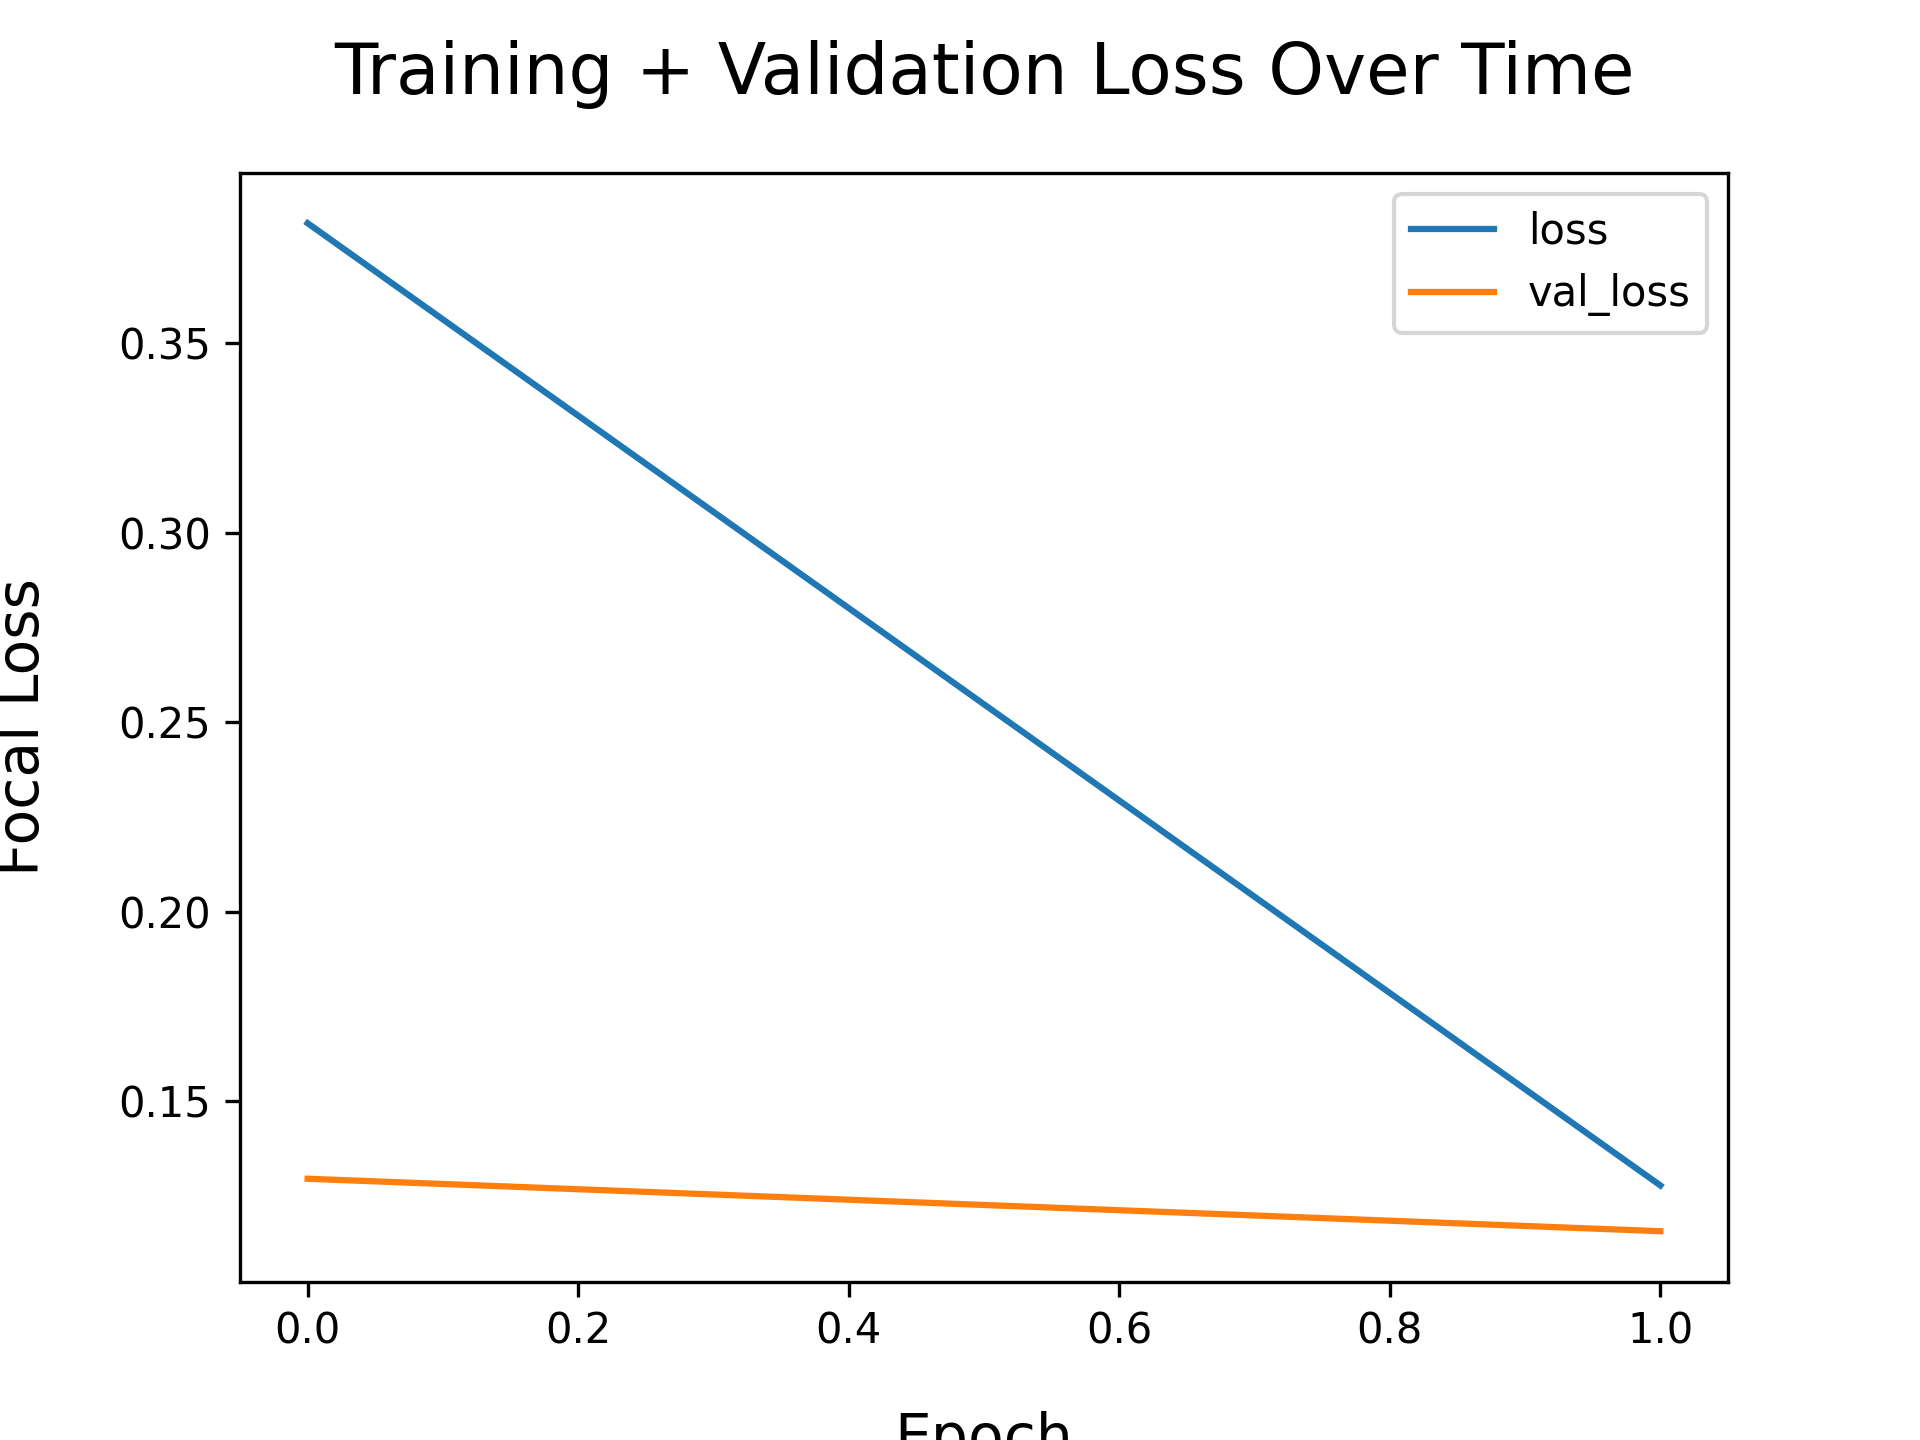 Training + Validation Loss Over Time
loss
val_loss
Focal Loss
0.35
0.30
0.25
0.20
0.15
0.0 0.2 0.4 0.6 0.8 1.0
Epoch